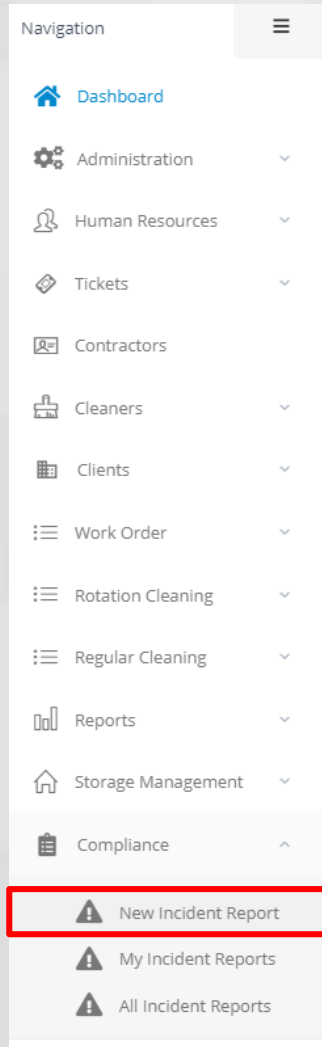 Navigation
Dashboard
Administration
Human Resources
Tickets
Contractors
Cleaners
Clients
Work Order
Rotation Cleaning
Regular Cleaning
Reports
Storage Management
Compliance
New Incident Report
My Incident Reports
All Incident Reports